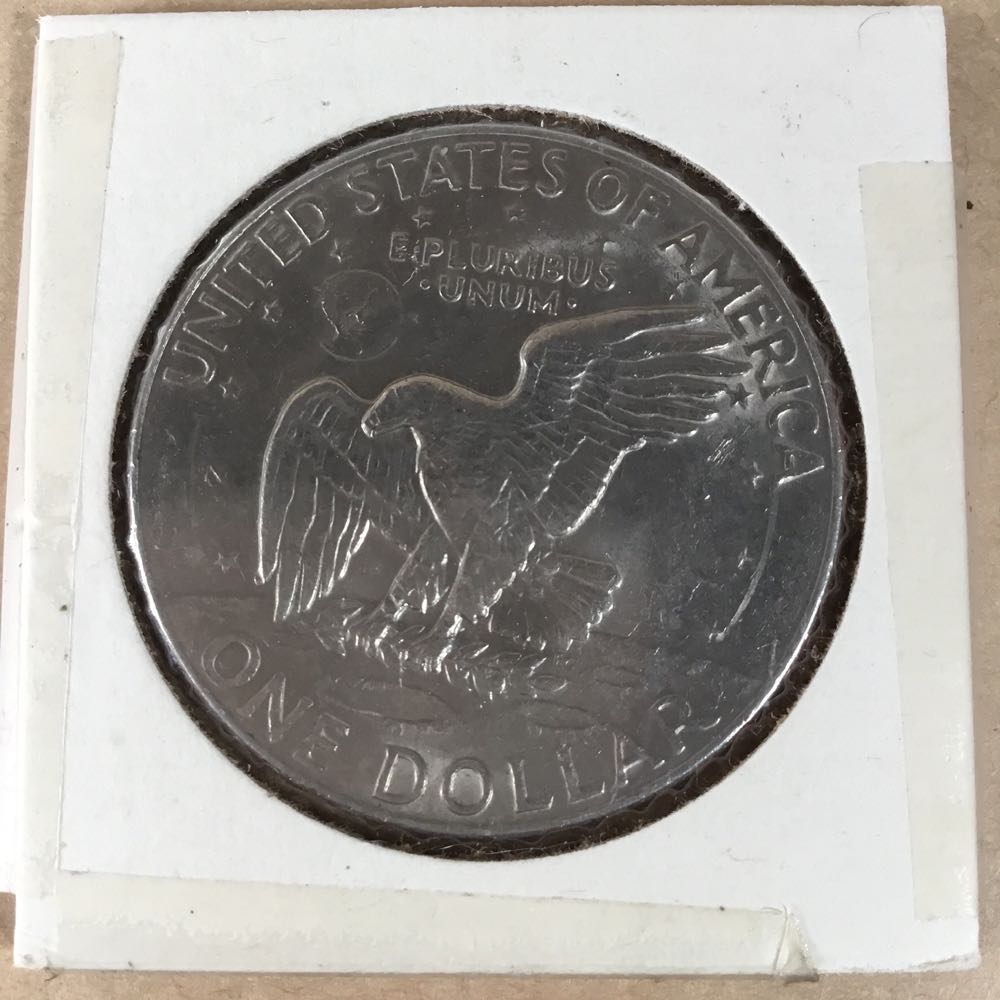 UNITED STATES OF AMERICA
E·PLURIBUS
·UNUM·
ONE DOLLAR